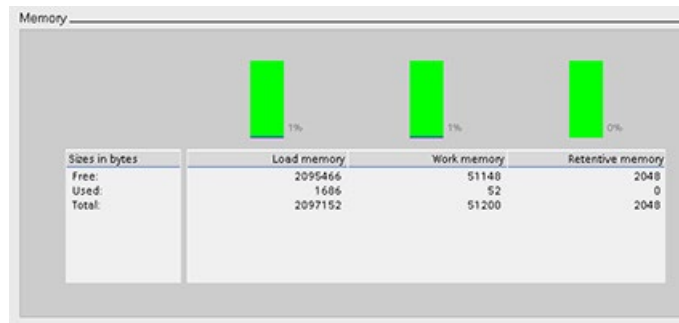 Memory
1% 1% 0%
Sizes in bytes Load memory Work memory Retentive memory
Free: 2095466 51148 2048
Used: 1686 52 0
Total: 2097152 51200 2048